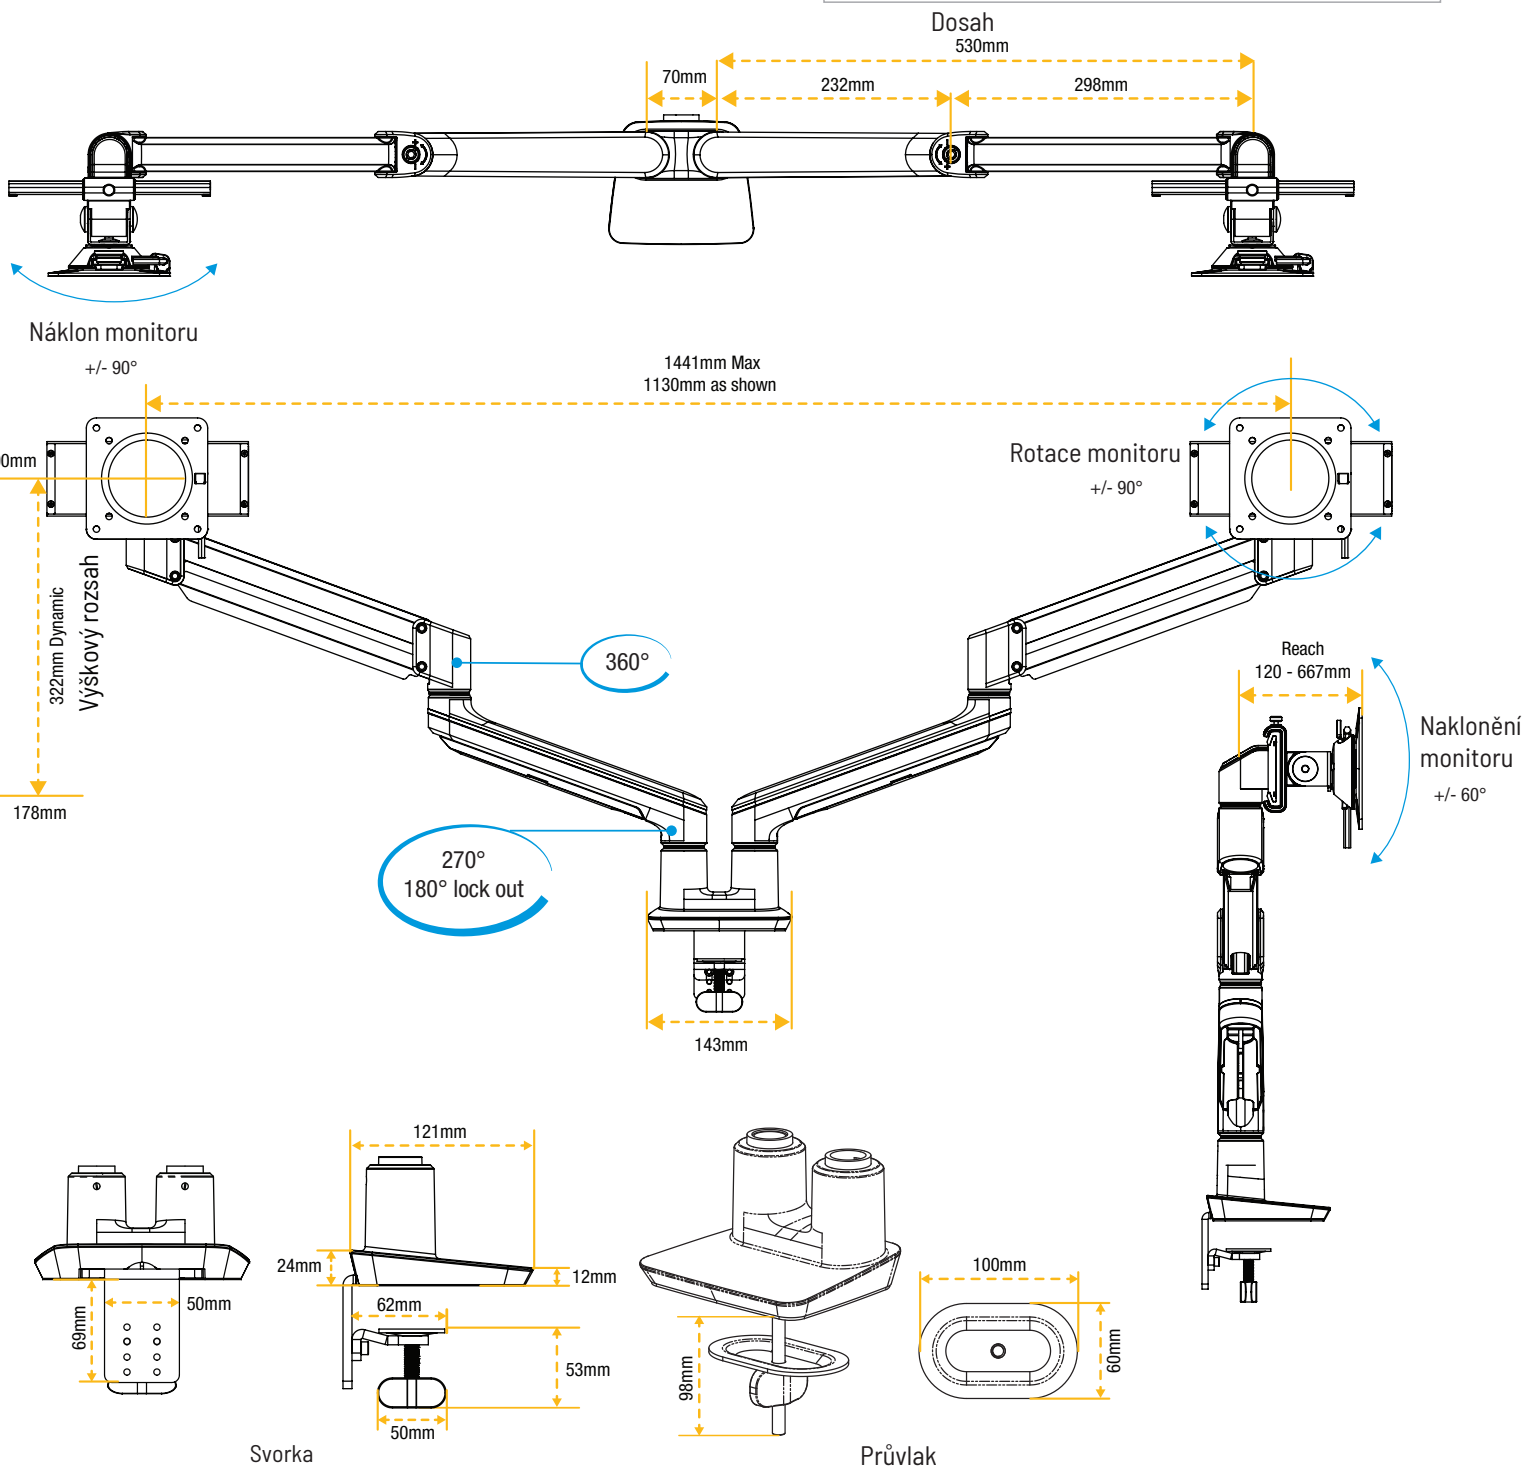 Dosah
530mm
70mm
232mm
298mm
Náklon monitoru
+/- 90°
1441mm Max
1130mm as shown
Rotace monitoru
+/- 90°
322mm Dynamic
Výškový rozsah
178mm
360°
270°
180° lock out
143mm
Reach
120 - 667mm
Naklonění
monitoru
+/- 60°
69mm
50mm
121mm
24mm
12mm
62mm
53mm
50mm
Svorka
98mm
100mm
60mm
Průvlak